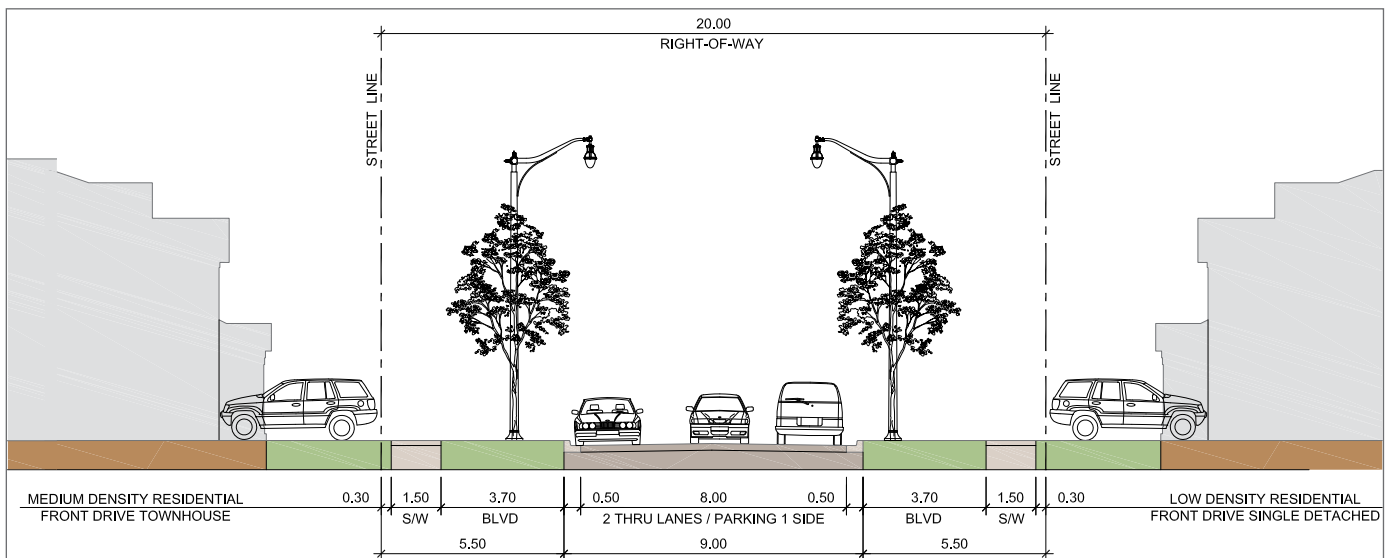 20.00
RIGHT-OF-WAY
STREET LINE
STREET LINE
MEDIUM DENSITY RESIDENTIAL
FRONT DRIVE TOWNHOUSE
0.30
1.50
S/W
3.70
BLVD
0.50 8.00 0.50
2 THRU LANES / PARKING 1 SIDE
3.70
BLVD
1.50
S/W
0.30
LOW DENSITY RESIDENTIAL
FRONT DRIVE SINGLE DETACHED
5.50 9.00 5.50